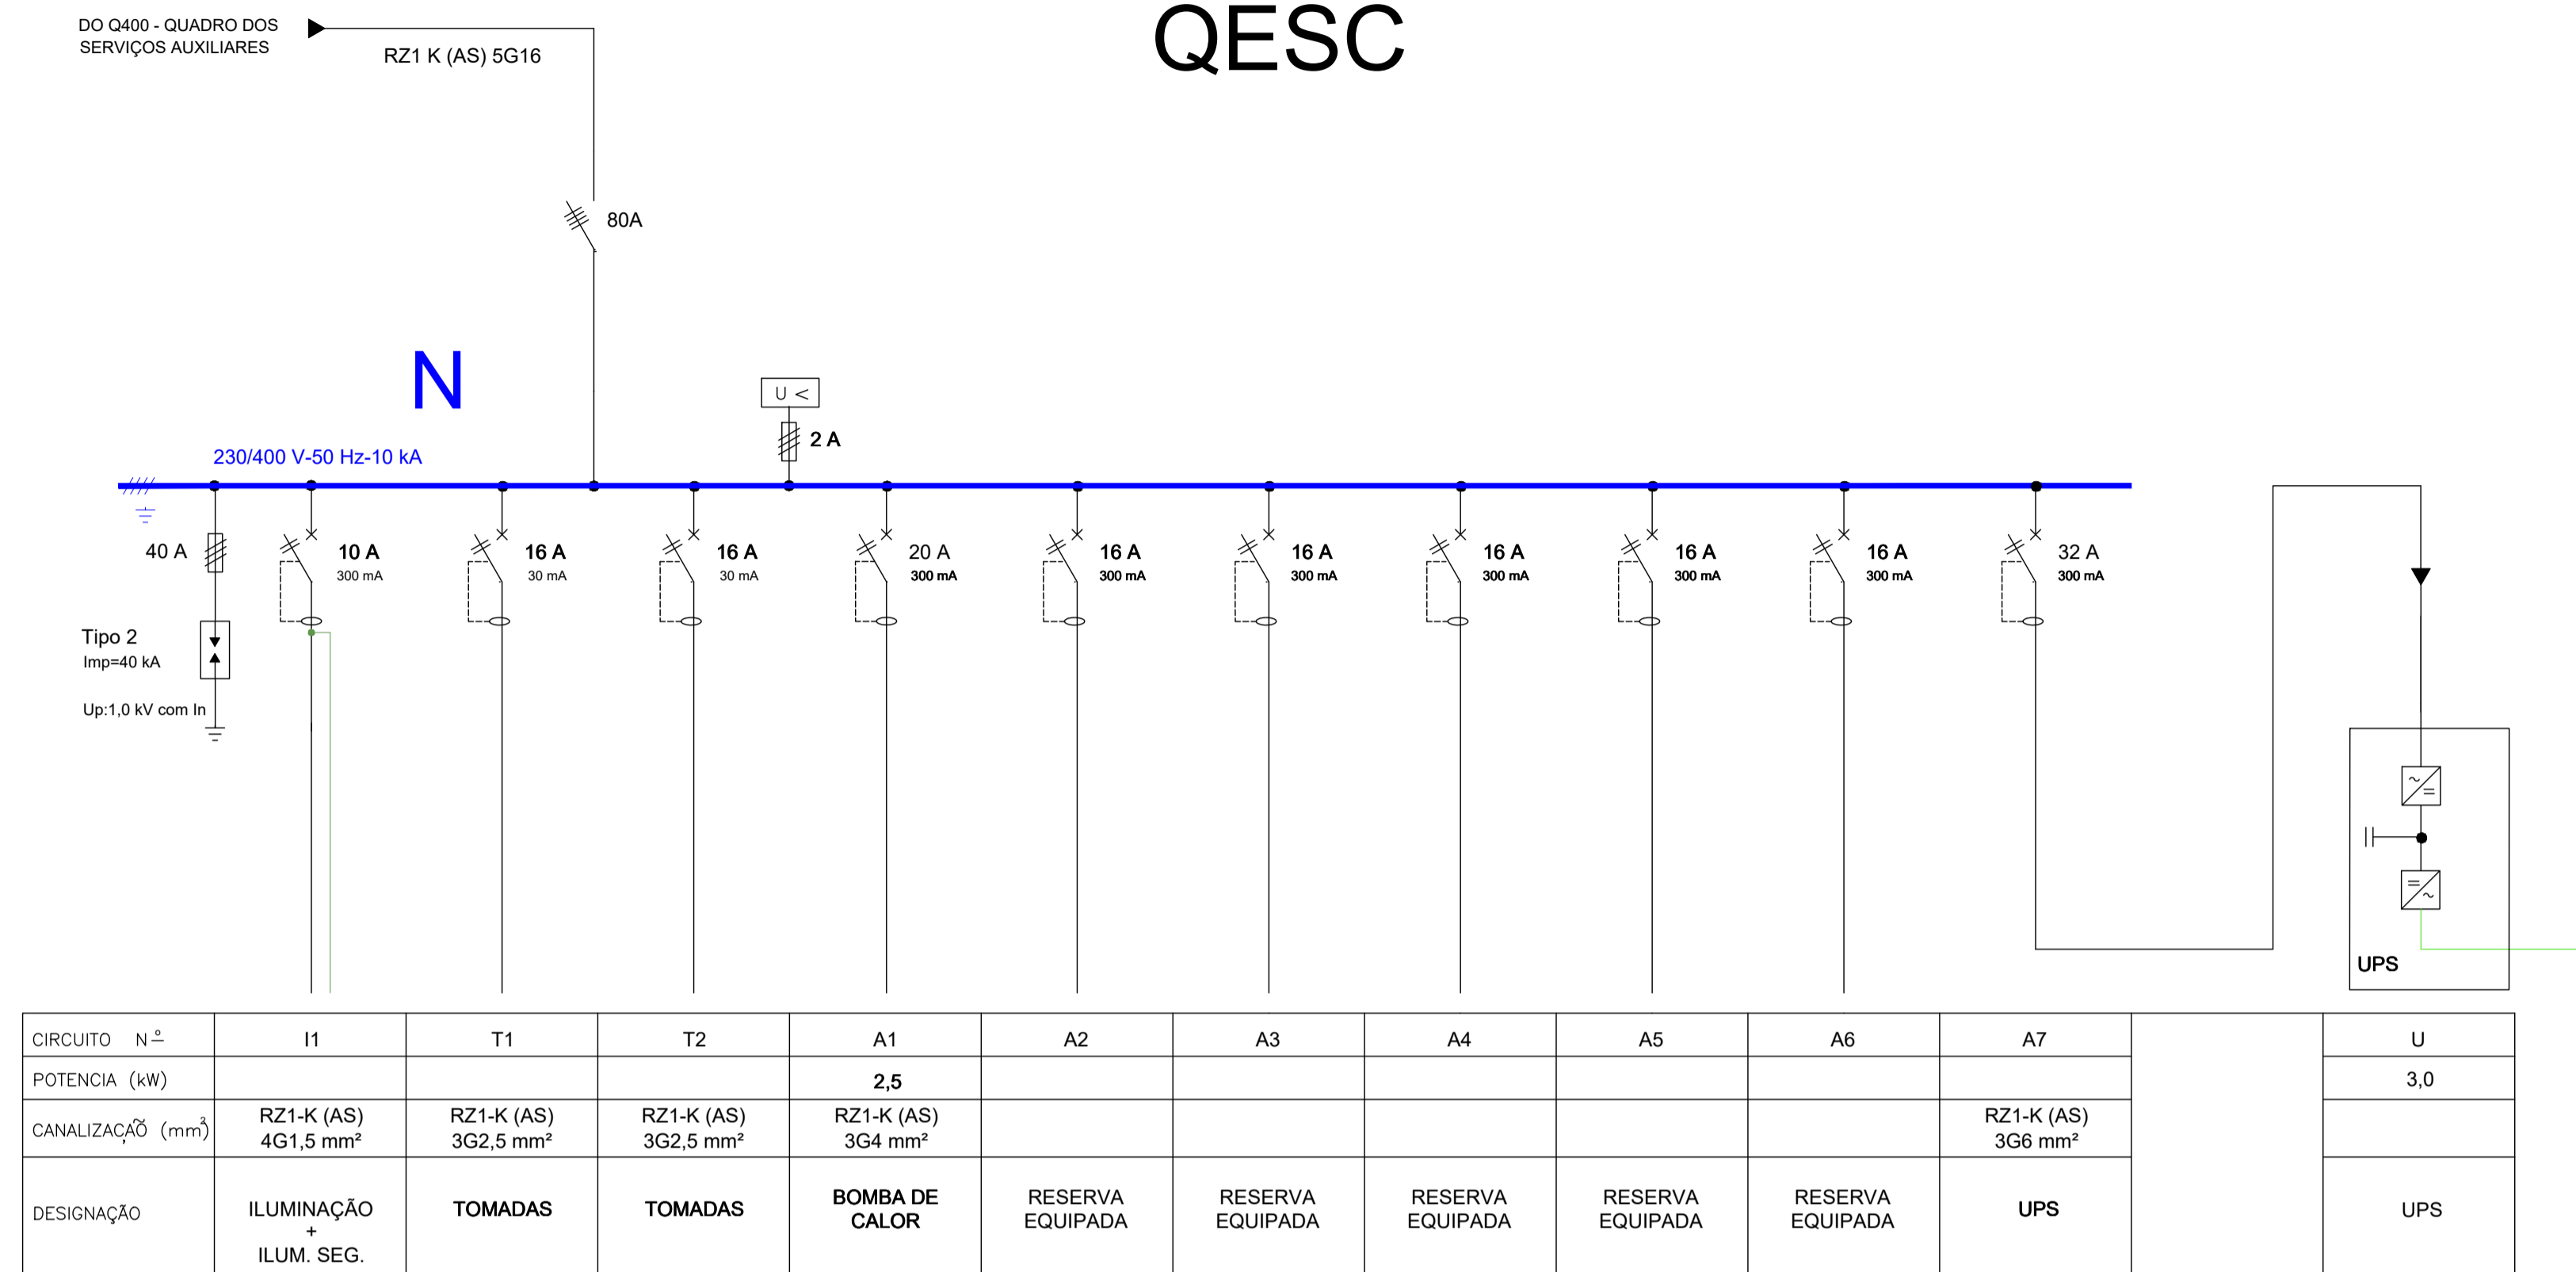 QESC
DO Q400 - QUADRO DOS
SERVIÇOS AUXILIARES
RZ1 K (AS) 5G16
80A
N
U <
2 A
230/400 V-50 Hz-10 kA
40 A
10 A
300 mA
16 A
30 mA
16 A
30 mA
20 A
300 mA
16 A
300 mA
16 A
300 mA
16 A
300 mA
16 A
300 mA
16 A
300 mA
32 A
300 mA
Tipo 2
Imp=40 kA
Up:1,0 kV com In
UPS
CIRCUITO Nº I1 T1 T2 A1 A2 A3 A4 A5 A6 A7 U
POTENCIA (kW) 2,5 3,0
CANALIZAÇAÕ (mm²)
RZ1-K (AS)
4G1,5 mm²
RZ1-K (AS)
3G2,5 mm²
RZ1-K (AS)
3G2,5 mm²
RZ1-K (AS)
3G4 mm²
RZ1-K (AS)
3G6 mm²
DESIGNAÇÃO
ILUMINAÇÃO
+
ILUM. SEG.
TOMADAS
TOMADAS
BOMBA DE
CALOR
RESERVA
EQUIPADA
RESERVA
EQUIPADA
RESERVA
EQUIPADA
RESERVA
EQUIPADA
RESERVA
EQUIPADA
UPS
UPS